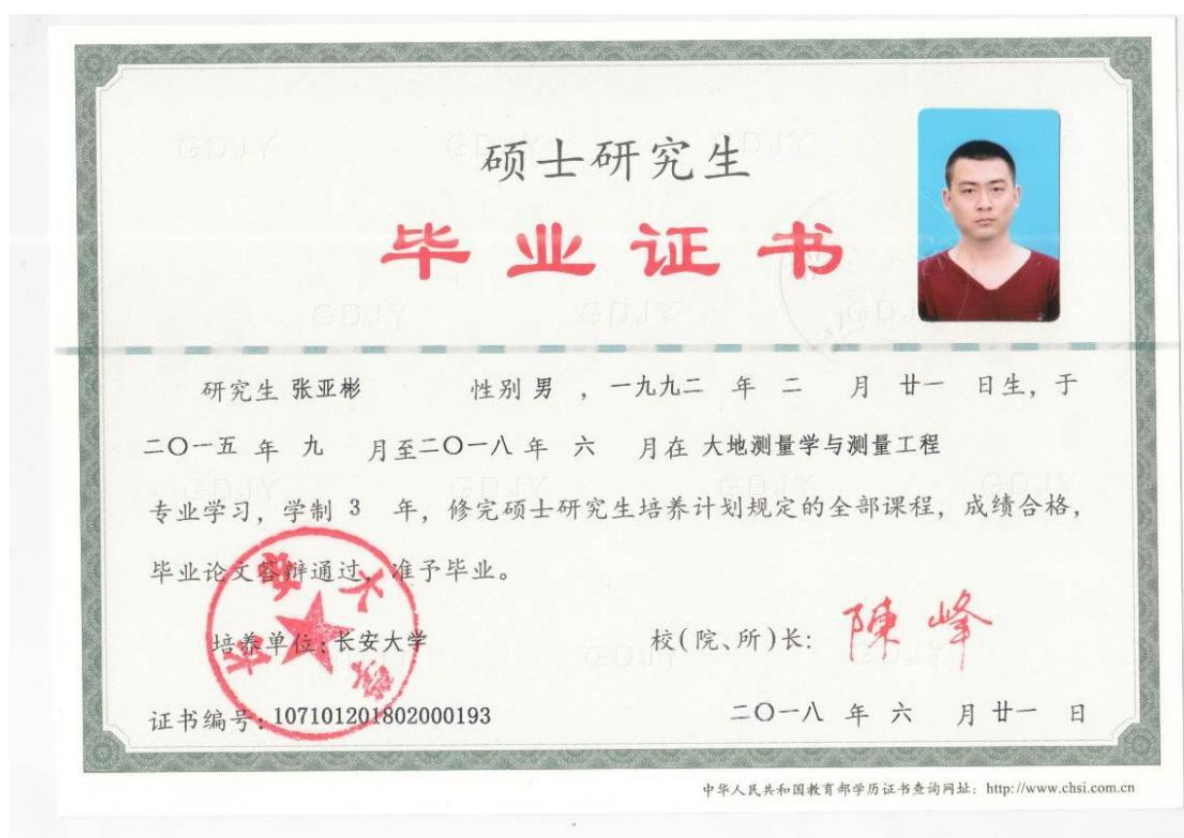 硕士研究生
毕业证书
研究生 张亚彬 性别 男 ，一九九二 年 二 月 廿一 日生，于
二〇一五 年 九 月至二〇一八 年 六 月在 大地测量学与测量工程
专业学习，学制 3 年，修完硕士研究生培养计划规定的全部课程，成绩合格，
毕业论文答辩通过，准予毕业。
培养单位：长安大学 校（院、所）长： 陳峰
证书编号：107101201802000193 二〇一八 年 六 月 廿一 日
中华人民共和国教育部学历证书查询网址：http://www.chsi.com.cn